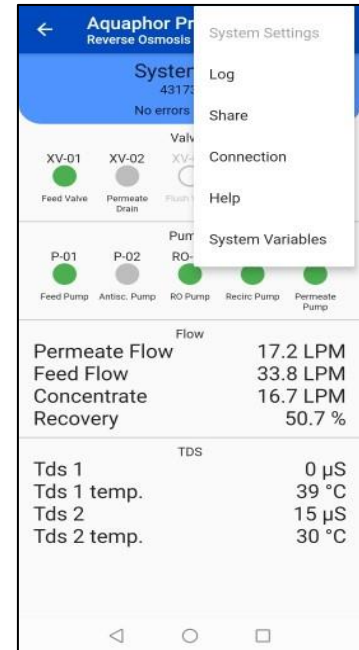 Aquaphor Pr
Reverse Osmosis
System Settings
Log
Share
Connection
Help
System Variables
Syster
43173
No errors
Valv
XV-01 XV-02 XV-
Feed Valve Permeate Drain Flush
Pum
P-01 P-02 RO-
Feed Pump Antisc. Pump RO Pump Recirc Pump Permeate Pump
Flow
Permeate Flow 17.2 LPM
Feed Flow 33.8 LPM
Concentrate 16.7 LPM
Recovery 50.7 %
TDS
Tds 1 0 µS
Tds 1 temp. 39 °C
Tds 2 15 µS
Tds 2 temp. 30 °C